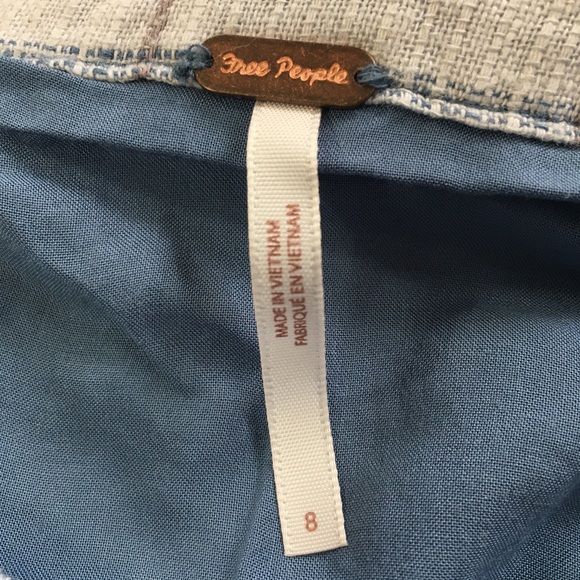 Free People
MADE IN VIETNAM
FABRIQUÉ EN VIETNAM
8